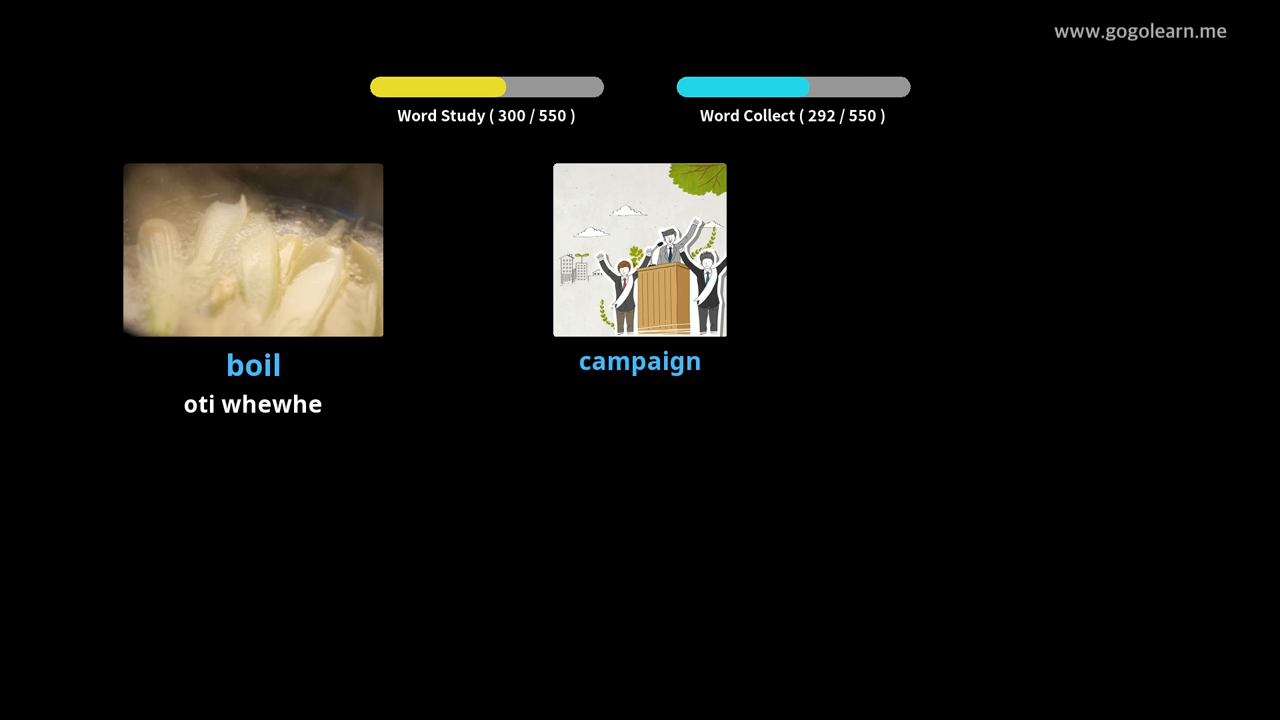 www.gogolearn.me
Word Study ( 300 / 550 )
Word Collect ( 292 / 550 )
boil
oti whewhe
campaign